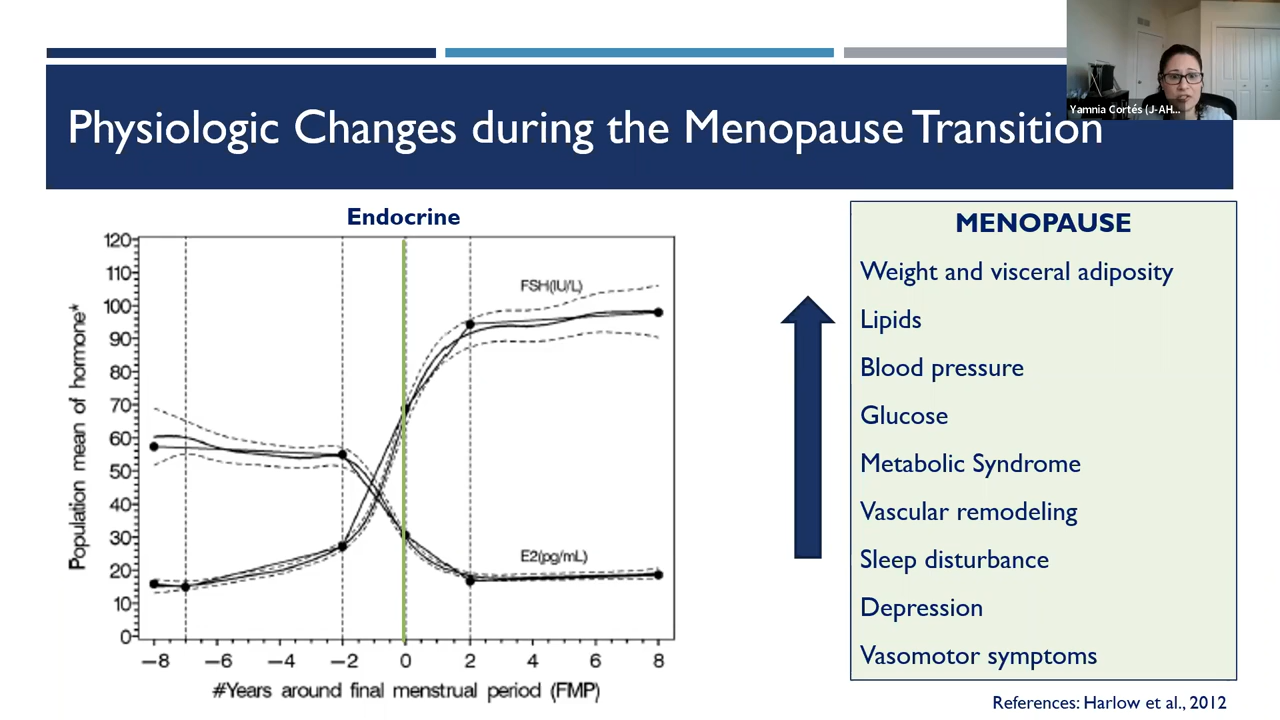 Physiologic Changes during the Menopause Transition
Yamnia Cortés (J-AH...
Endocrine
120
110
100
90
80
70
60
50
40
30
20
10
0
Population mean of hormone*
FSH(IU/L)
E2(pg/mL)
−8 −6 −4 −2 0 2 4 6 8
#Years around final menstrual period (FMP)
MENOPAUSE
Weight and visceral adiposity
Lipids
Blood pressure
Glucose
Metabolic Syndrome
Vascular remodeling
Sleep disturbance
Depression
Vasomotor symptoms
References: Harlow et al., 2012